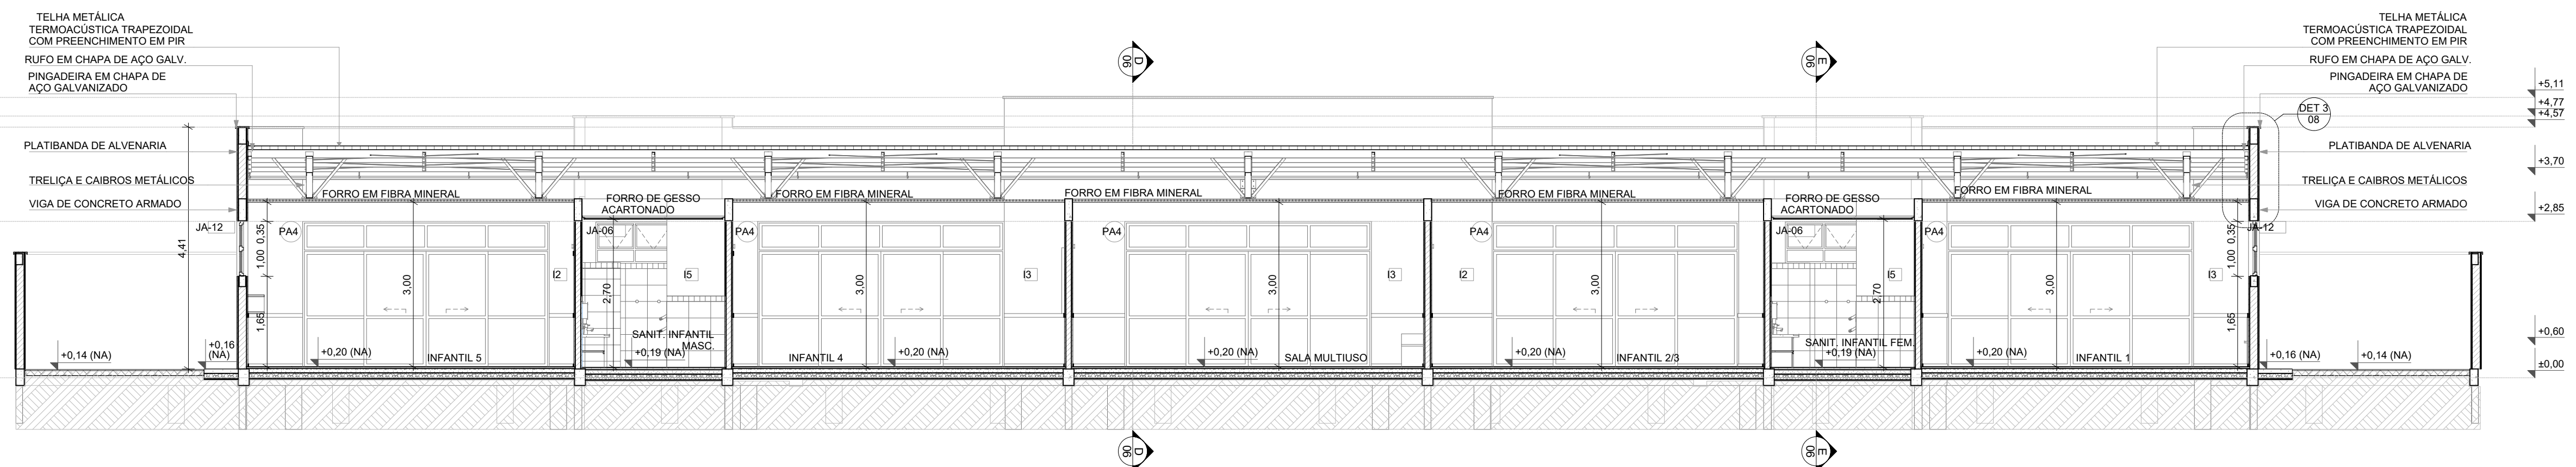 TELHA METÁLICA
TERMOACÚSTICA TRAPEZOIDAL
COM PREENCHIMENTO EM PIR
RUFO EM CHAPA DE AÇO GALV.
PINGADEIRA EM CHAPA DE
AÇO GALVANIZADO
PLATIBANDA DE ALVENARIA
TRELIÇA E CAIBROS METÁLICOS
VIGA DE CONCRETO ARMADO
D
06
E
06
TELHA METÁLICA
TERMOACÚSTICA TRAPEZOIDAL
COM PREENCHIMENTO EM PIR
RUFO EM CHAPA DE AÇO GALV.
PINGADEIRA EM CHAPA DE
AÇO GALVANIZADO
DET 3
08
PLATIBANDA DE ALVENARIA
TRELIÇA E CAIBROS METÁLICOS
VIGA DE CONCRETO ARMADO
+5,11
+4,77
+4,57
+3,70
+2,85
+0,60
±0,00
4,41
JA-12
0,35
1,00
1,65
+0,14 (NA)
+0,16
(NA)
FORRO EM FIBRA MINERAL
PA4
3,00
I2
+0,20 (NA)
INFANTIL 5
FORRO DE GESSO
ACARTONADO
JA-06
I5
2,70
SANIT. INFANTIL
MASC.
+0,19 (NA)
FORRO EM FIBRA MINERAL
PA4
3,00
I3
INFANTIL 4
+0,20 (NA)
FORRO EM FIBRA MINERAL
PA4
3,00
I3
+0,20 (NA)
SALA MULTIUSO
FORRO EM FIBRA MINERAL
I2
PA4
3,00
+0,20 (NA)
INFANTIL 2/3
FORRO DE GESSO
ACARTONADO
JA-06
I5
2,70
SANIT. INFANTIL FEM.
+0,19 (NA)
FORRO EM FIBRA MINERAL
PA4
3,00
I3
+0,20 (NA)
INFANTIL 1
JA-12
0,35
1,00
1,65
+0,16 (NA)
+0,14 (NA)
D
06
E
06